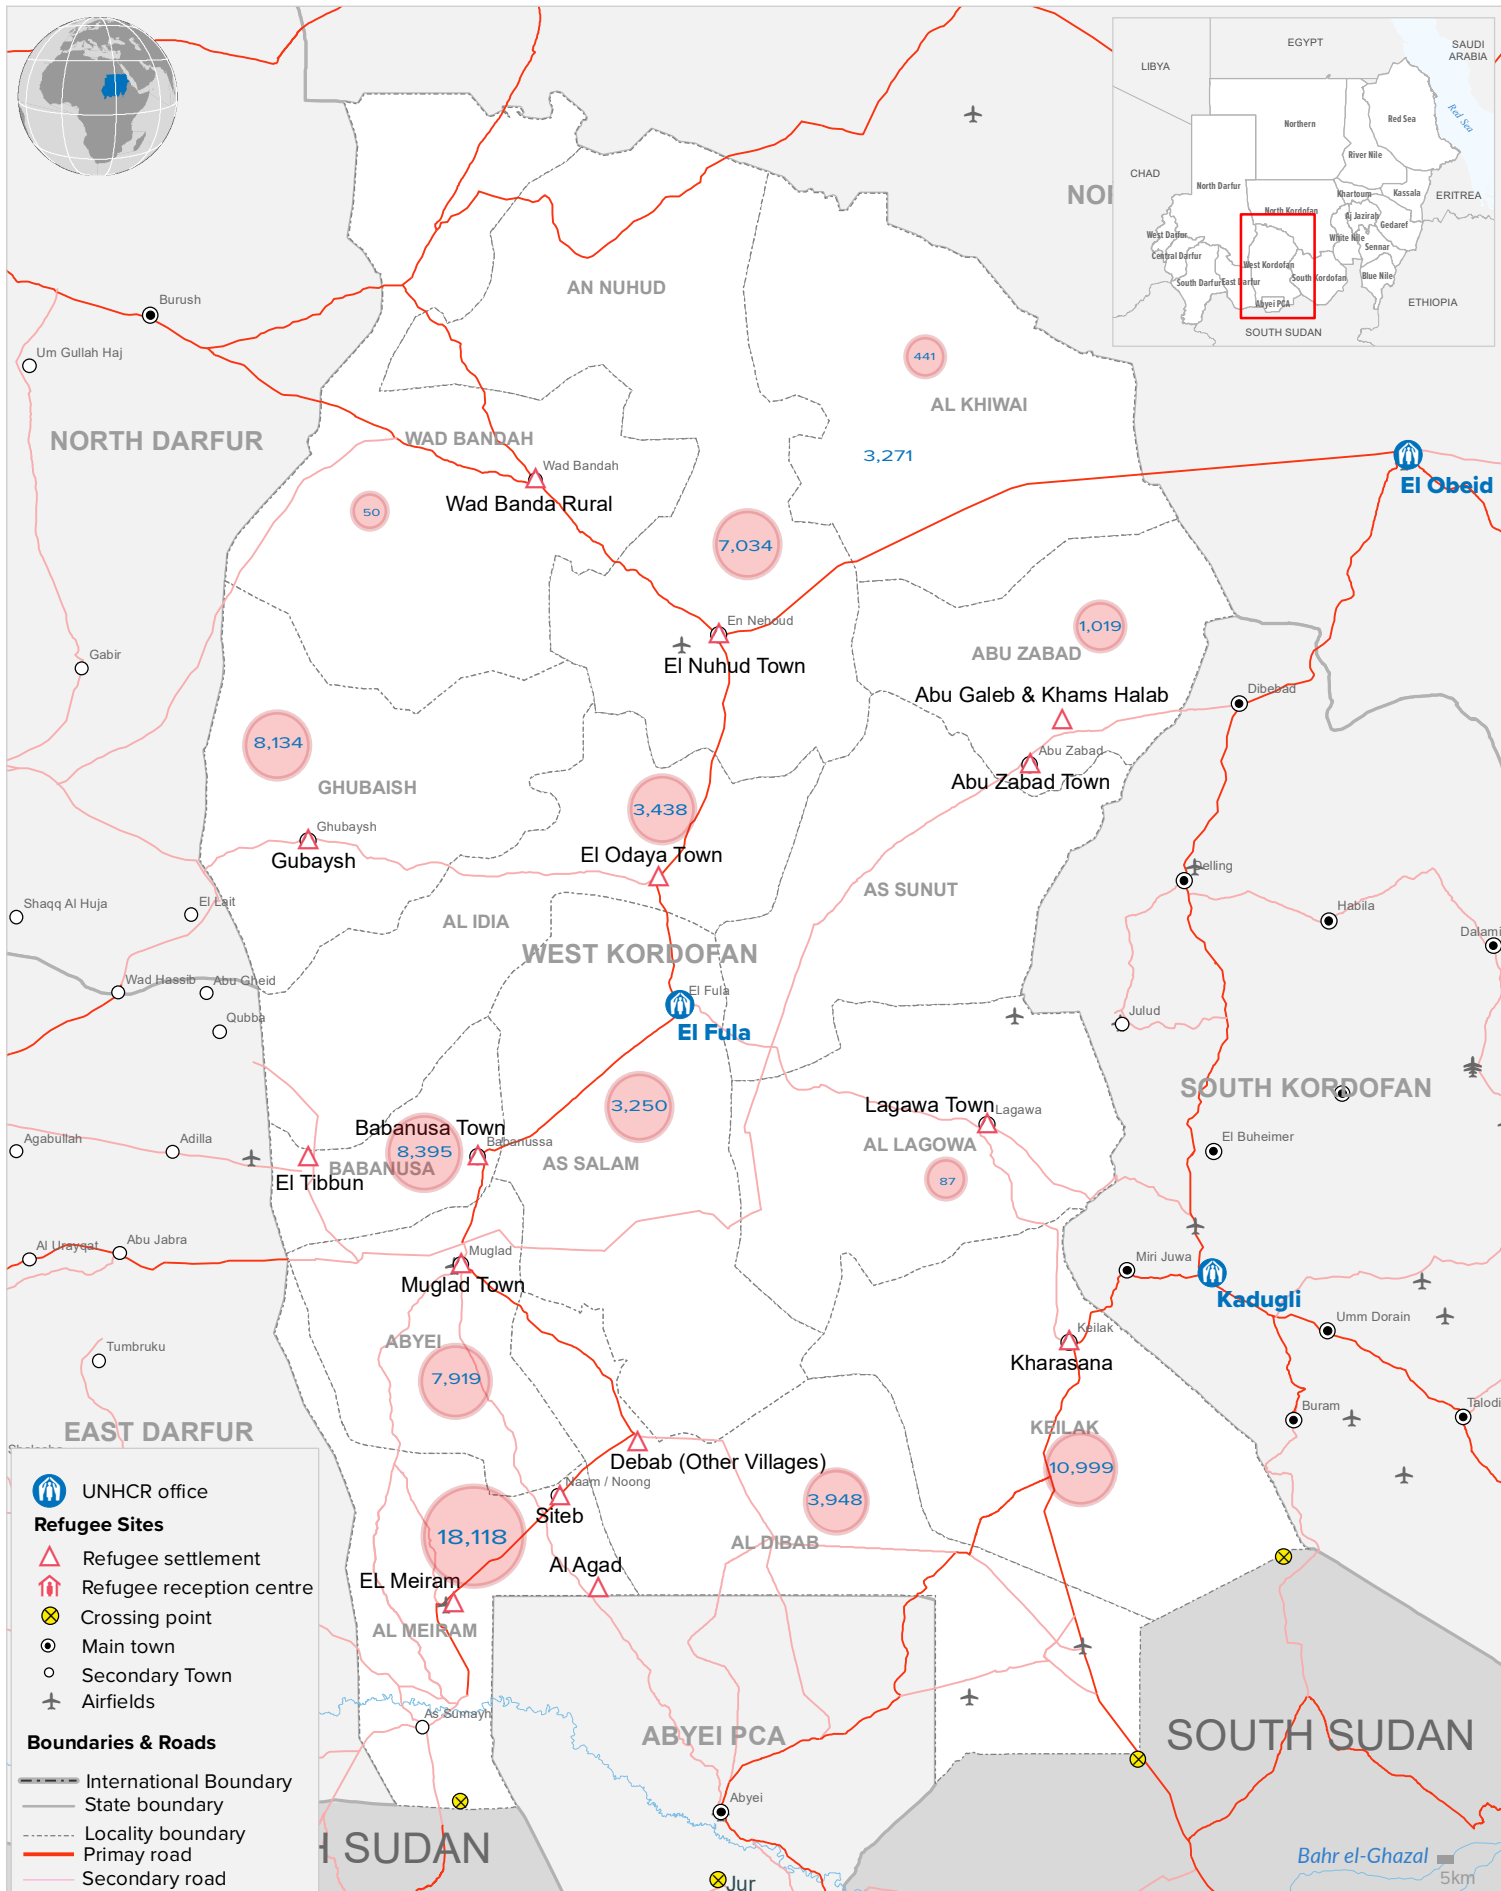 EGYPT
SAUDI
ARABIA
LIBYA
Red Sea
Northern
Red Sea
River Nile
CHAD
North Darfur
Khartoum
Kassala
ERITREA
North Kordofan
Aj Jazirah
Gedaref
West Darfur
White Nile
Sennar
Central Darfur
West Kordofan
South Kordofan
Blue Nile
South Darfur
East Darfur
Abyei PCA
ETHIOPIA
SOUTH SUDAN
NOR
AN NUHUD
Burush
Um Gullah Haj
441
AL KHIWAI
NORTH DARFUR
WAD BANDAH
3,271
Wad Bandah
El Obeid
Wad Banda Rural
50
7,034
En Nehoud
1,019
Gabir
El Nuhud Town
ABU ZABAD
Abu Galeb & Khams Halab
Dibebad
8,134
Abu Zabad
GHUBAISH
3,438
Abu Zabad Town
Ghubaysh
Gubaysh
El Odaya Town
Delling
AS SUNUT
Shaqq Al Huja
El Lait
AL IDIA
Habila
WEST KORDOFAN
Dalami
Wad Hassib
Abu Gheid
El Fula
Qubba
El Fula
Julud
SOUTH KORDOFAN
Lagawa Town
Lagawa
3,250
Babanusa Town
Agabullah
Adilla
8,395
Babanussa
AL LAGOWA
El Buheimer
BABANUSA
AS SALAM
El Tibbun
87
Al Urayqat
Abu Jabra
Muglad
Miri Juwa
Muglad Town
Kadugli
ABYEI
Keilak
Umm Dorain
Tumbruku
Kharasana
7,919
Buram
Talodi
EAST DARFUR
KEILAK
Debab (Other Villages)
10,999
Naam / Noong
3,948
Siteb
18,118
AL DIBAB
Al Agad
EL Meiram
AL MEIRAM
As Sumayh
ABYEI PCA
SOUTH SUDAN
Abyei
H SUDAN
Bahr el-Ghazal
5km
Jur
UNHCR office
Refugee Sites
Refugee settlement
Refugee reception centre
Crossing point
Main town
Secondary Town
Airfields
Boundaries & Roads
International Boundary
State boundary
Locality boundary
Primay road
Secondary road